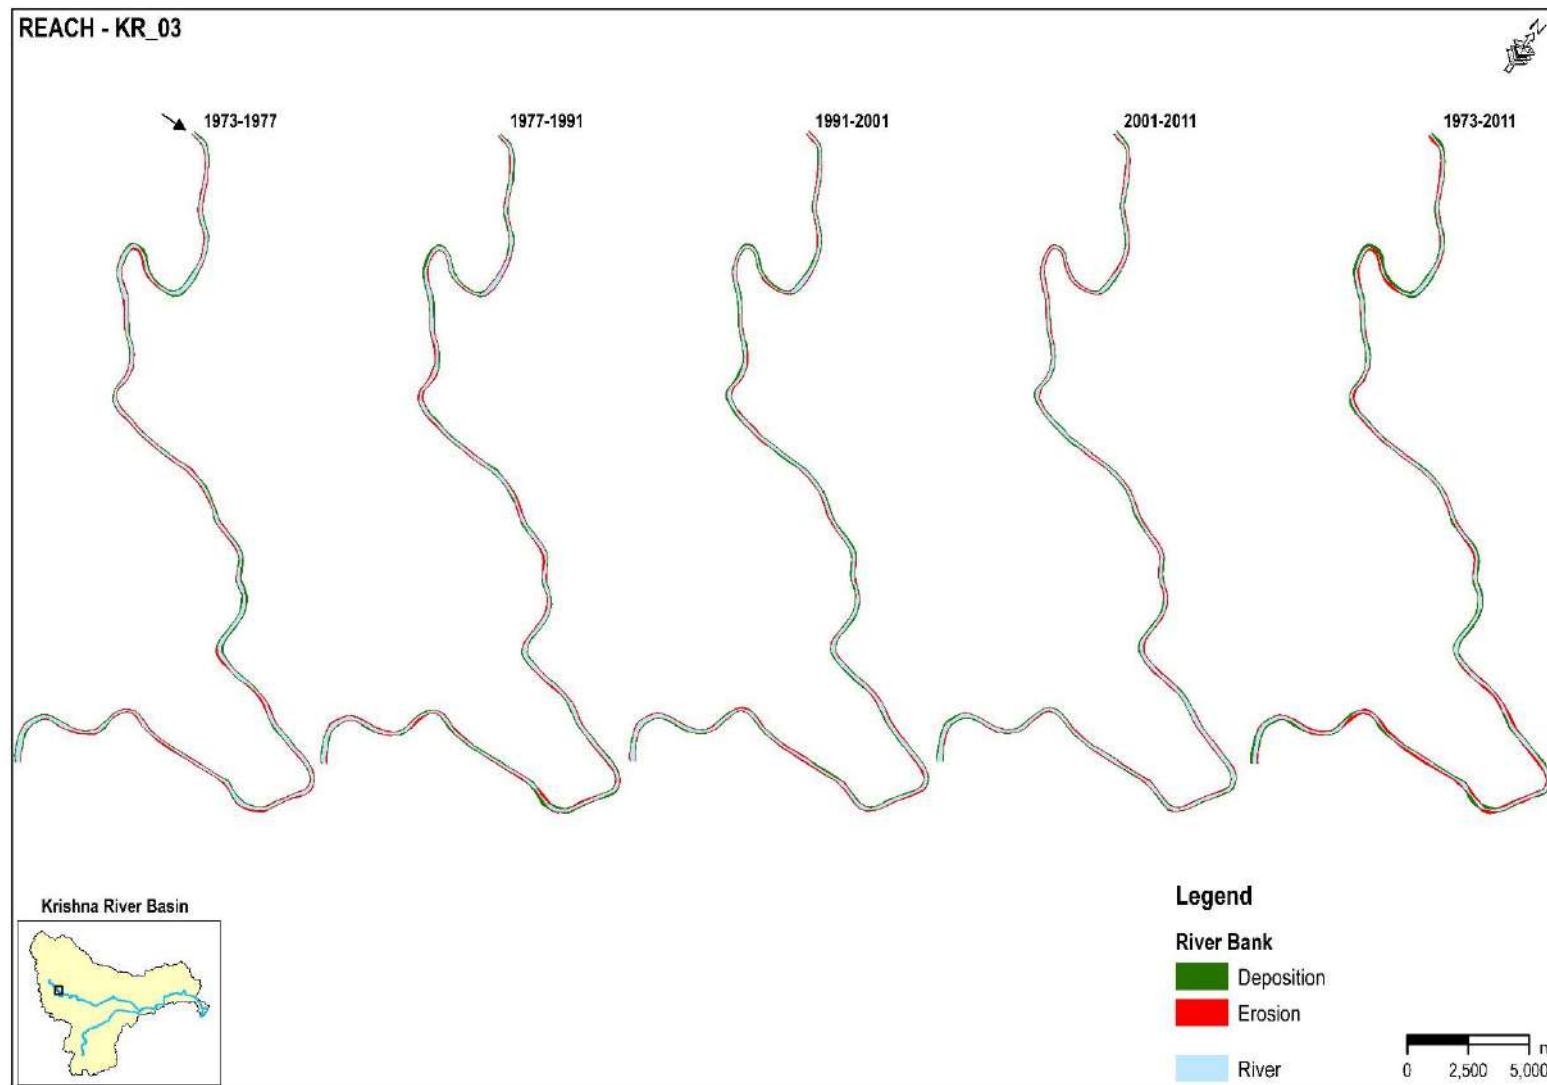 REACH - KR_03
N
1973-1977
1977-1991
1991-2001
2001-2011
1973-2011
Krishna River Basin
Legend
River Bank
Deposition
Erosion
River
0 2,500 5,000